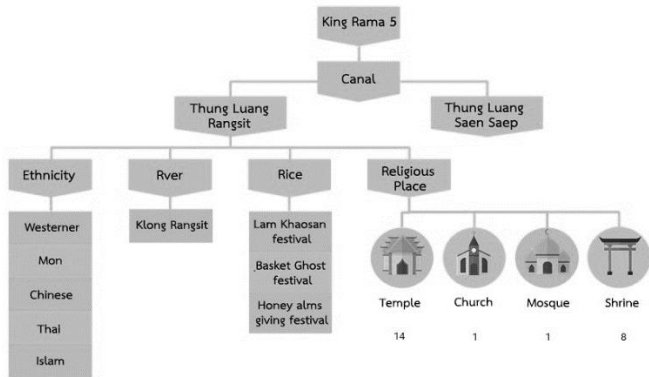 King Rama 5
Canal
Thung Luang
Rangsit
Thung Luang
Saen Saep
Ethnicity
Rver
Rice
Religious
Place
Westerner
Mon
Chinese
Thai
Islam
Klong Rangsit
Lam Khaosan
festival
Basket Ghost
festival
Honey alms
giving festival
Temple
Church
Mosque
Shrine
14
1
1
8